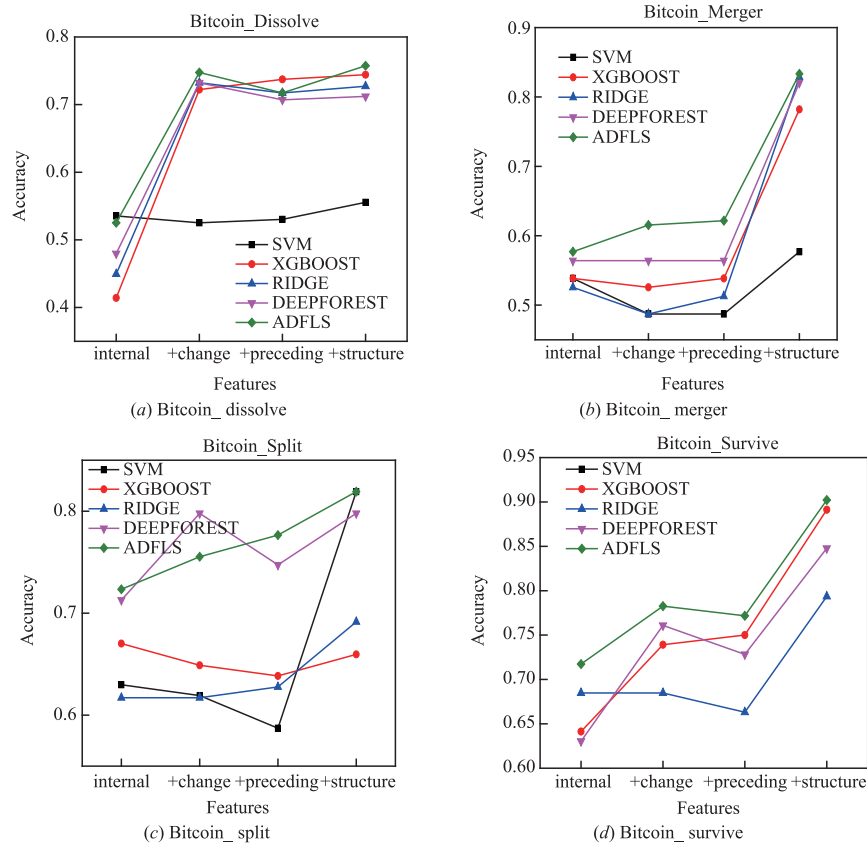 Bitcoin_Dissolve
0.8
0.7
0.6
0.5
0.4
Accuracy
SVM
XGBOOST
RIDGE
DEEPFOREST
ADFLS
internal +change +preceding +structure
Features
(a) Bitcoin_ dissolve
Bitcoin_Merger
0.9
0.8
0.7
0.6
0.5
Accuracy
SVM
XGBOOST
RIDGE
DEEPFOREST
ADFLS
internal +change +preceding +structure
Features
(b) Bitcoin_ merger
Bitcoin_Split
0.8
0.7
0.6
Accuracy
SVM
XGBOOST
RIDGE
DEEPFOREST
ADFLS
internal +change +preceding +structure
Features
(c) Bitcoin_ split
Bitcoin_Survive
0.95
0.90
0.85
0.80
0.75
0.70
0.65
0.60
Accuracy
SVM
XGBOOST
RIDGE
DEEPFOREST
ADFLS
internal +change +preceding +structure
Features
(d) Bitcoin_ survive